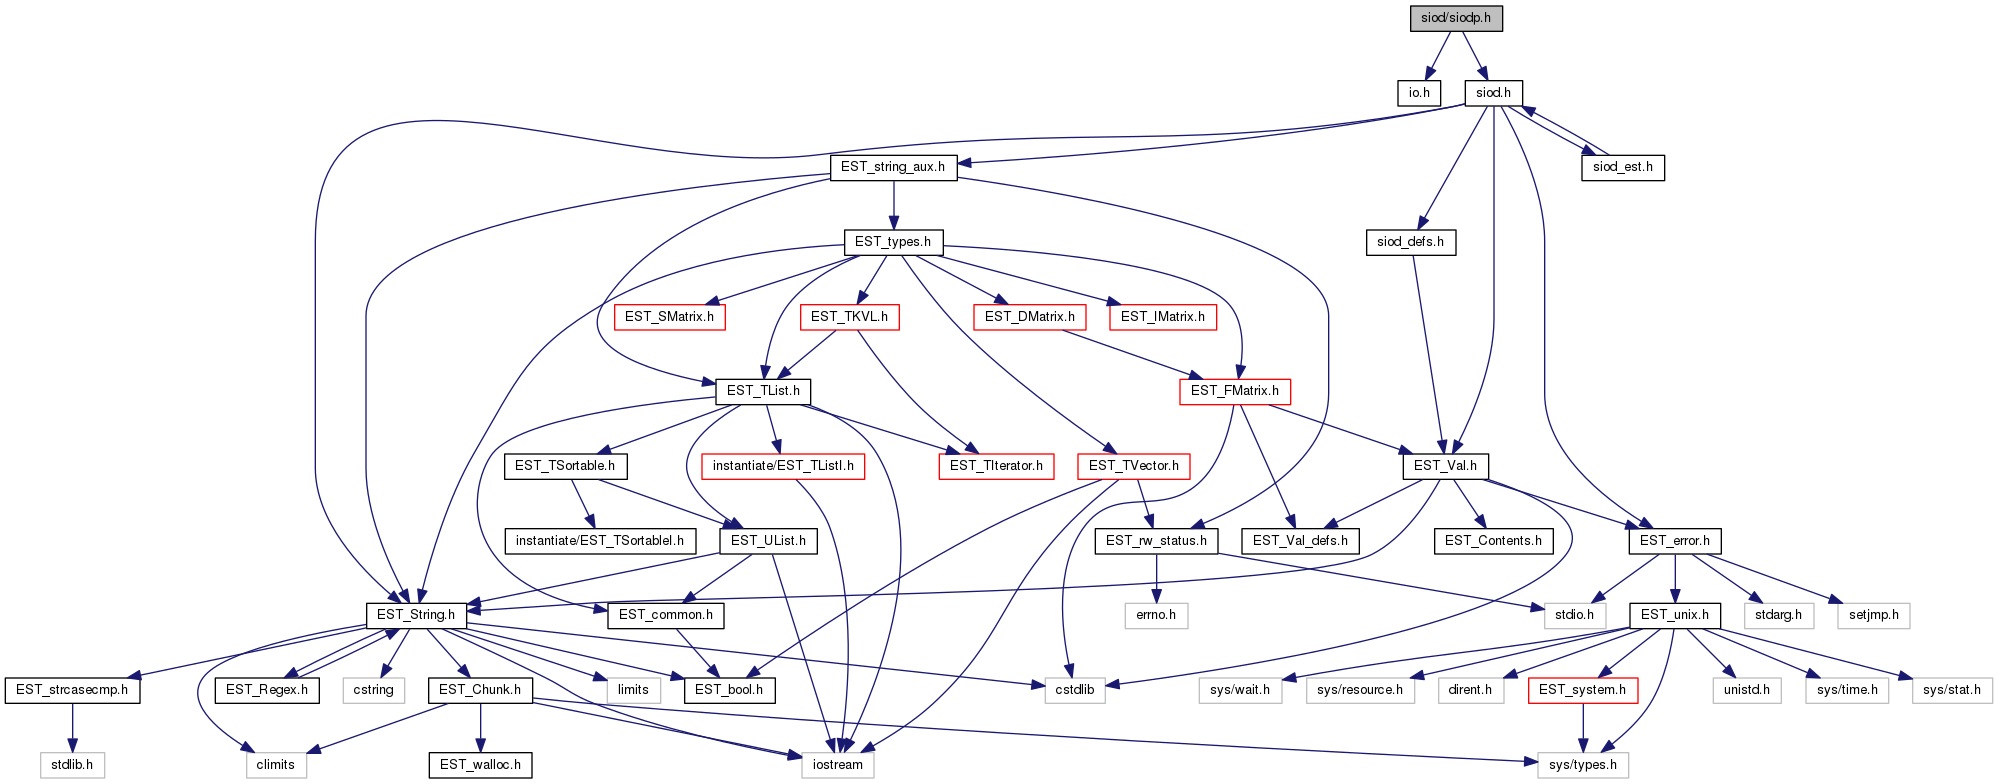 siod/siodp.h
io.h
siod.h
EST_string_aux.h
siod_est.h
EST_types.h
siod_defs.h
EST_SMatrix.h
EST_TKVL.h
EST_DMatrix.h
EST_IMatrix.h
EST_TList.h
EST_FMatrix.h
EST_TSortable.h
instantiate/EST_TListI.h
EST_TIterator.h
EST_TVector.h
EST_Val.h
instantiate/EST_TSortableI.h
EST_UList.h
EST_rw_status.h
EST_Val_defs.h
EST_Contents.h
EST_error.h
EST_String.h
EST_common.h
errno.h
stdio.h
EST_unix.h
stdarg.h
setjmp.h
EST_strcasecmp.h
EST_Regex.h
cstring
EST_Chunk.h
limits
EST_bool.h
cstdlib
sys/wait.h
sys/resource.h
dirent.h
EST_system.h
unistd.h
sys/time.h
sys/stat.h
stdlib.h
climits
EST_walloc.h
iostream
sys/types.h